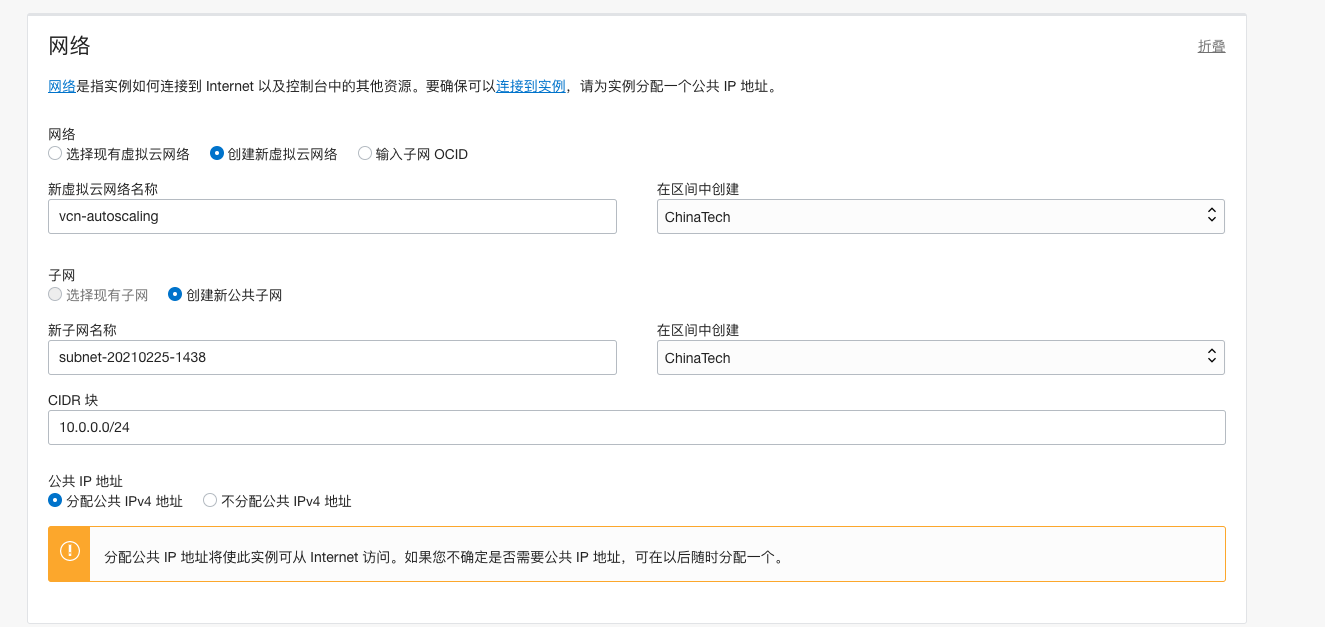 网络
折叠
网络是指实例如何连接到 Internet 以及控制台中的其他资源。要确保可以连接到实例，请为实例分配一个公共 IP 地址。
网络
选择现有虚拟云网络 创建新虚拟云网络 输入子网 OCID
新虚拟云网络名称 在区间中创建
vcn-autoscaling ChinaTech
子网
选择现有子网 创建新公共子网
新子网名称 在区间中创建
subnet-20210225-1438 ChinaTech
CIDR 块
10.0.0.0/24
公共 IP 地址
分配公共 IPv4 地址 不分配公共 IPv4 地址
分配公共 IP 地址将使此实例可从 Internet 访问。如果您不确定是否需要公共 IP 地址，可在以后随时分配一个。